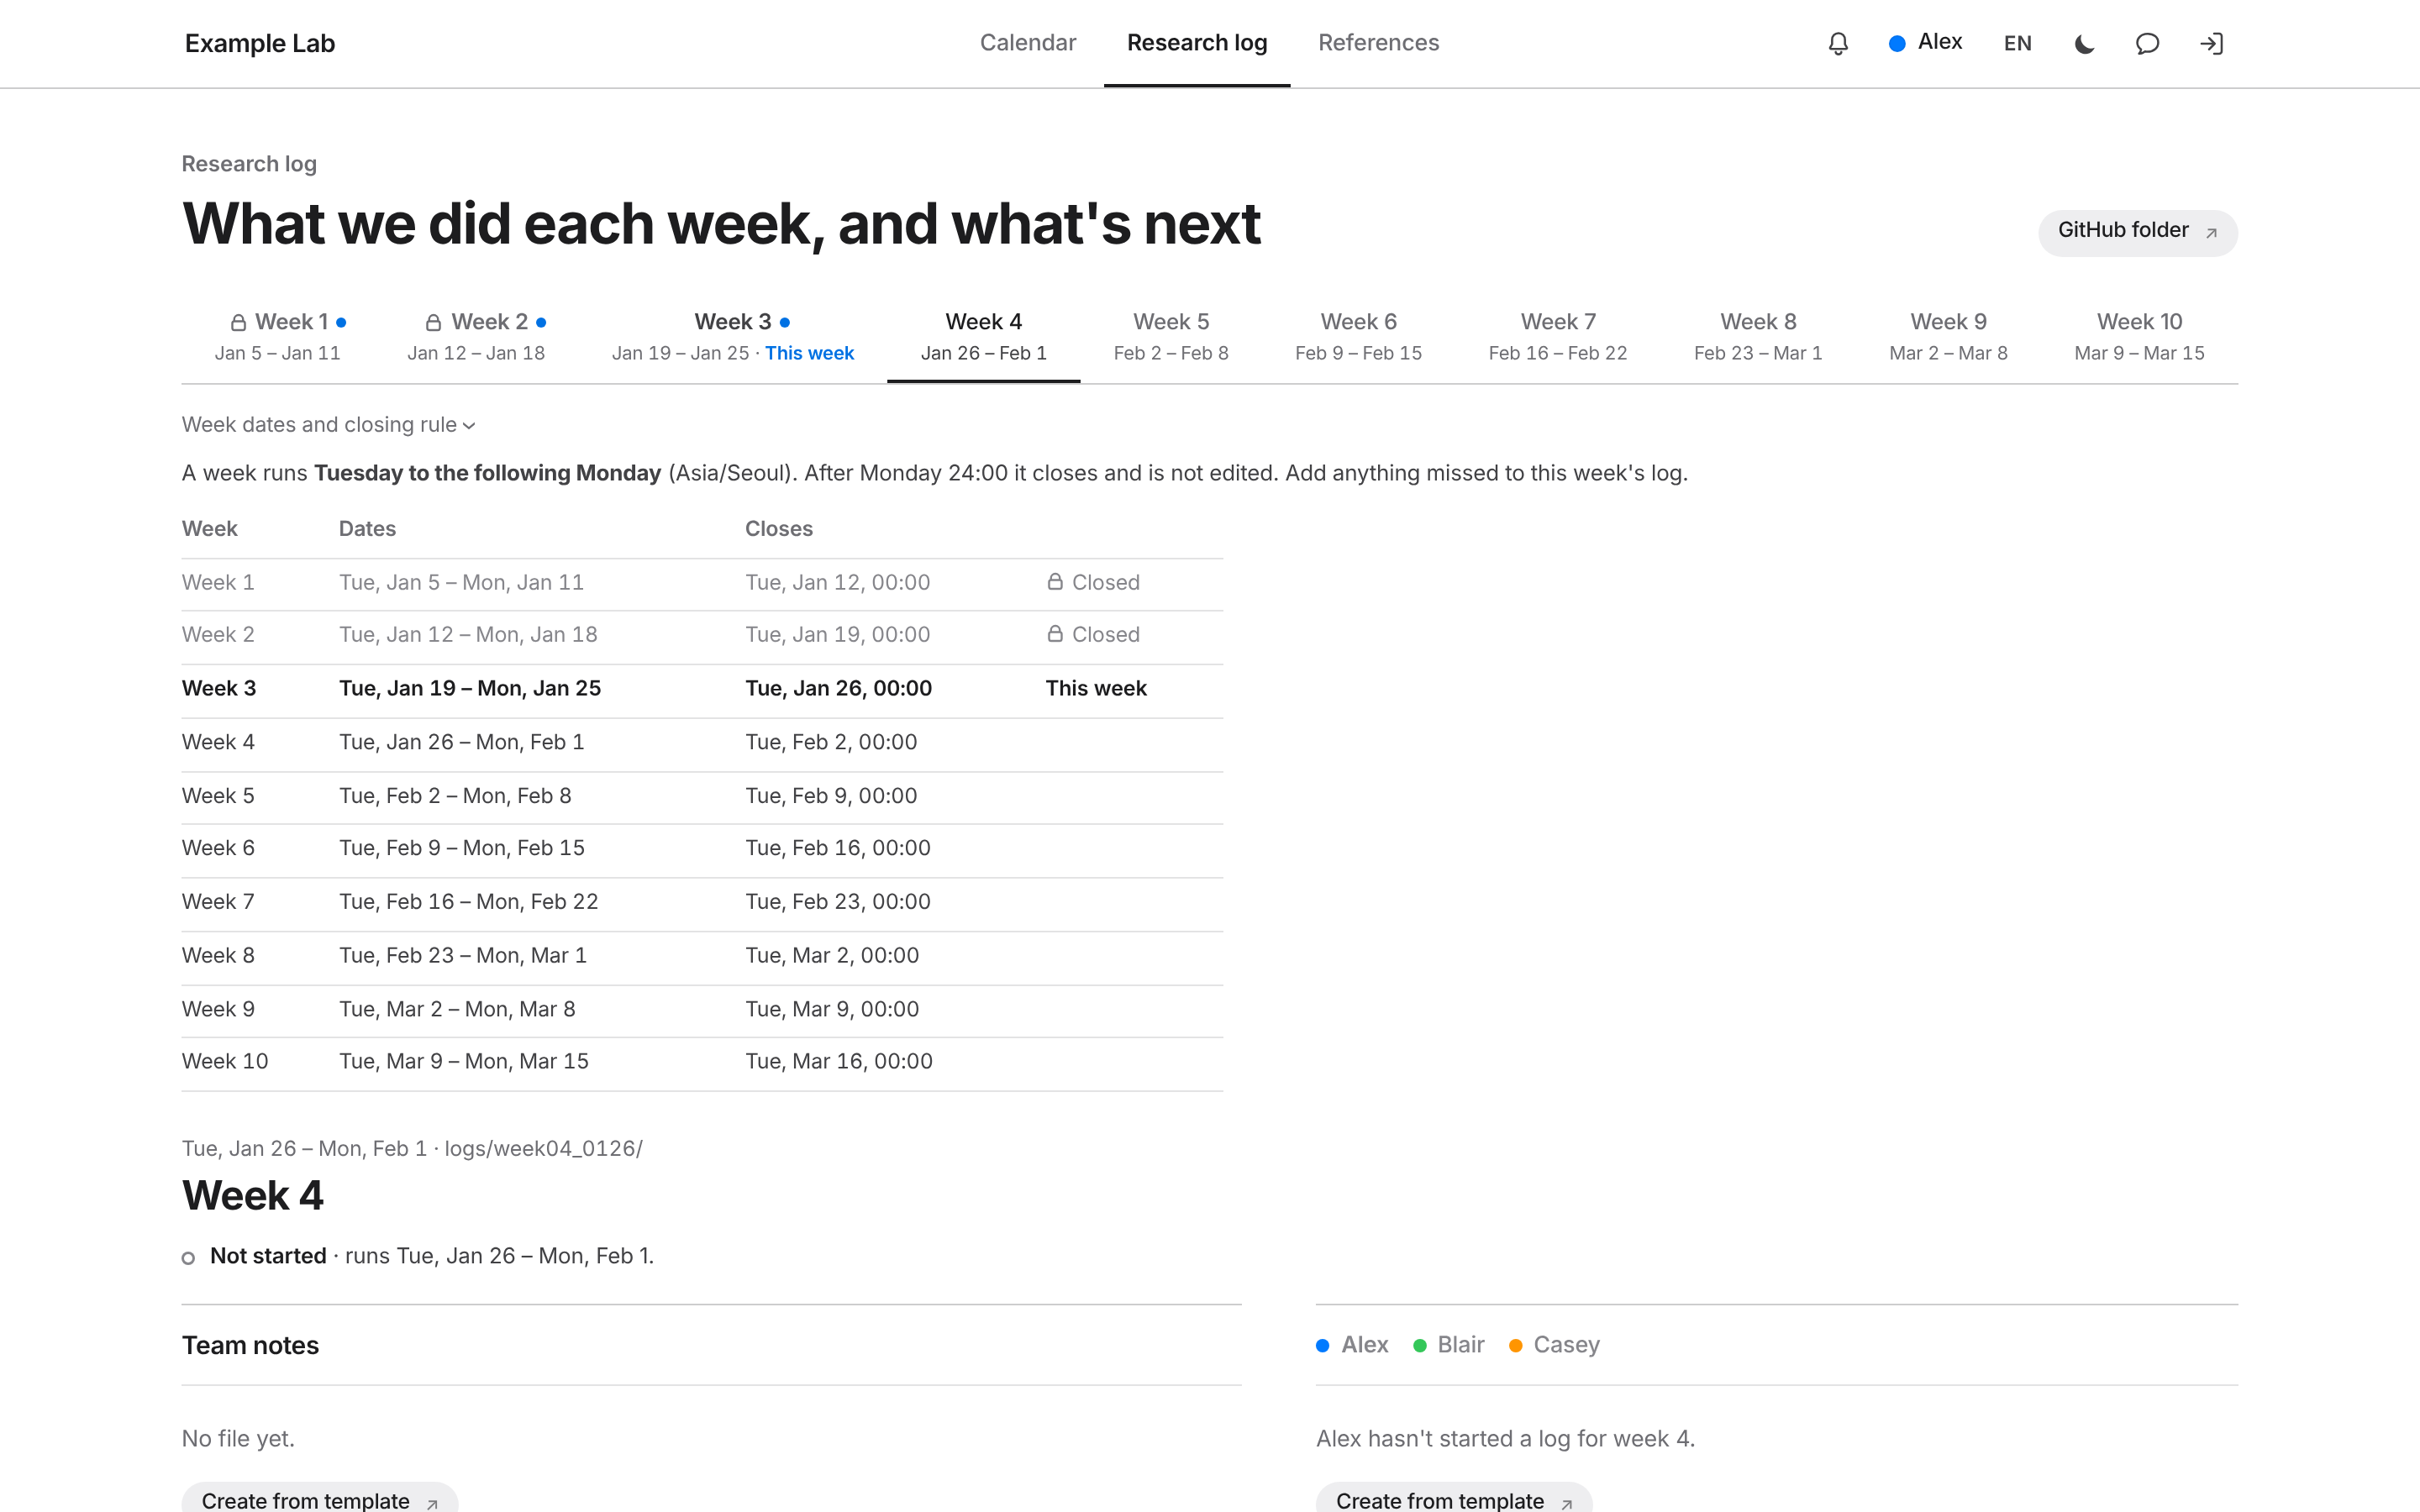 Example Lab
Calendar
Research log
References
Alex
EN
Research log
What we did each week, and what's next
GitHub folder
Week 1
Jan 5 – Jan 11
Week 2
Jan 12 – Jan 18
Week 3
Jan 19 – Jan 25 · This week
Week 4
Jan 26 – Feb 1
Week 5
Feb 2 – Feb 8
Week 6
Feb 9 – Feb 15
Week 7
Feb 16 – Feb 22
Week 8
Feb 23 – Mar 1
Week 9
Mar 2 – Mar 8
Week 10
Mar 9 – Mar 15
Week dates and closing rule
A week runs Tuesday to the following Monday (Asia/Seoul). After Monday 24:00 it closes and is not edited. Add anything missed to this week's log.
Week Dates Closes
Week 1 Tue, Jan 5 – Mon, Jan 11 Tue, Jan 12, 00:00 Closed
Week 2 Tue, Jan 12 – Mon, Jan 18 Tue, Jan 19, 00:00 Closed
Week 3 Tue, Jan 19 – Mon, Jan 25 Tue, Jan 26, 00:00 This week
Week 4 Tue, Jan 26 – Mon, Feb 1 Tue, Feb 2, 00:00
Week 5 Tue, Feb 2 – Mon, Feb 8 Tue, Feb 9, 00:00
Week 6 Tue, Feb 9 – Mon, Feb 15 Tue, Feb 16, 00:00
Week 7 Tue, Feb 16 – Mon, Feb 22 Tue, Feb 23, 00:00
Week 8 Tue, Feb 23 – Mon, Mar 1 Tue, Mar 2, 00:00
Week 9 Tue, Mar 2 – Mon, Mar 8 Tue, Mar 9, 00:00
Week 10 Tue, Mar 9 – Mon, Mar 15 Tue, Mar 16, 00:00
Tue, Jan 26 – Mon, Feb 1 · logs/week04_0126/
Week 4
Not started · runs Tue, Jan 26 – Mon, Feb 1.
Team notes
No file yet.
Create from template
Alex Blair Casey
Alex hasn't started a log for week 4.
Create from template